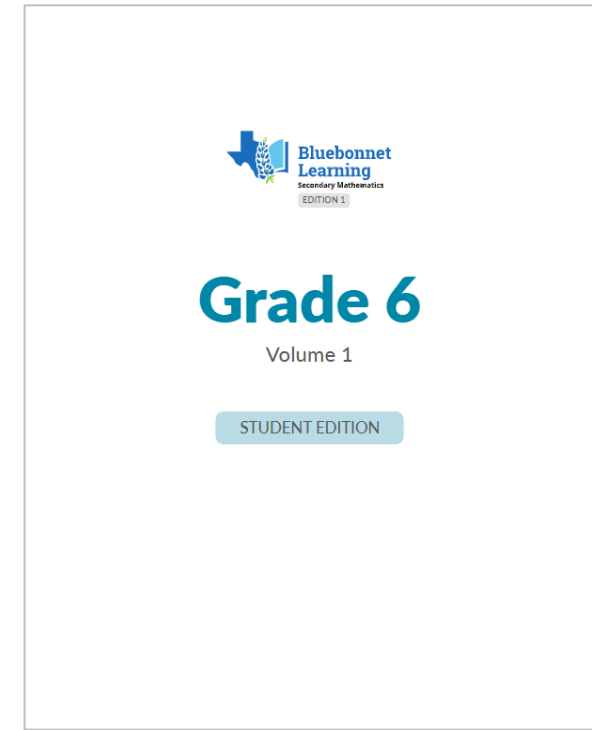 Bluebonnet
Learning
Secondary Mathematics
EDITION 1
Grade 6
Volume 1
STUDENT EDITION